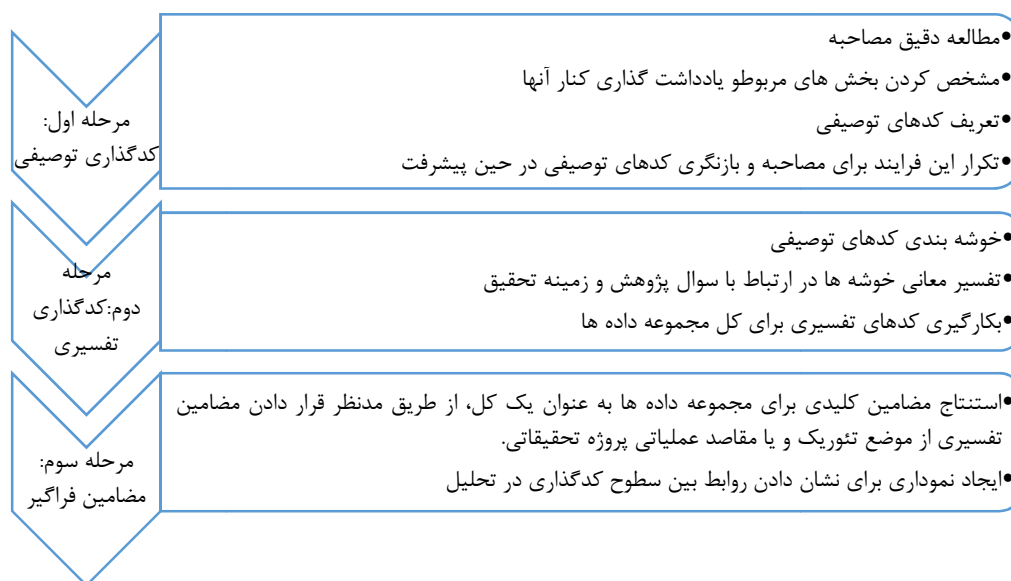 مرحله اول:
کدگذاری توصیفی
•مطالعه دقیق مصاحبه
•مشخص کردن بخش های مربوطو یادداشت گذاری کنار آنها
•تعریف کدهای توصیفی
•تکرار این فرایند برای مصاحبه و بازنگری کدهای توصیفی در حین پیشرفت
مرحله
دوم:کدگذاری
تفسیری
•خوشه بندی کدهای توصیفی
•تفسیر معانی خوشه ها در ارتباط با سوال پژوهش و زمینه تحقیق
•بکارگیری کدهای تفسیری برای کل مجموعه داده ها
مرحله سوم:
مضامین فراگیر
•استنتاج مضامین کلیدی برای مجموعه داده ها به عنوان یک کل، از طریق مدنظر قرار دادن مضامین
تفسیری از موضع تئوریک و یا مقاصد عملیاتی پروژه تحقیقاتی.
•ایجاد نموداری برای نشان دادن روابط بین سطوح کدگذاری در تحلیل